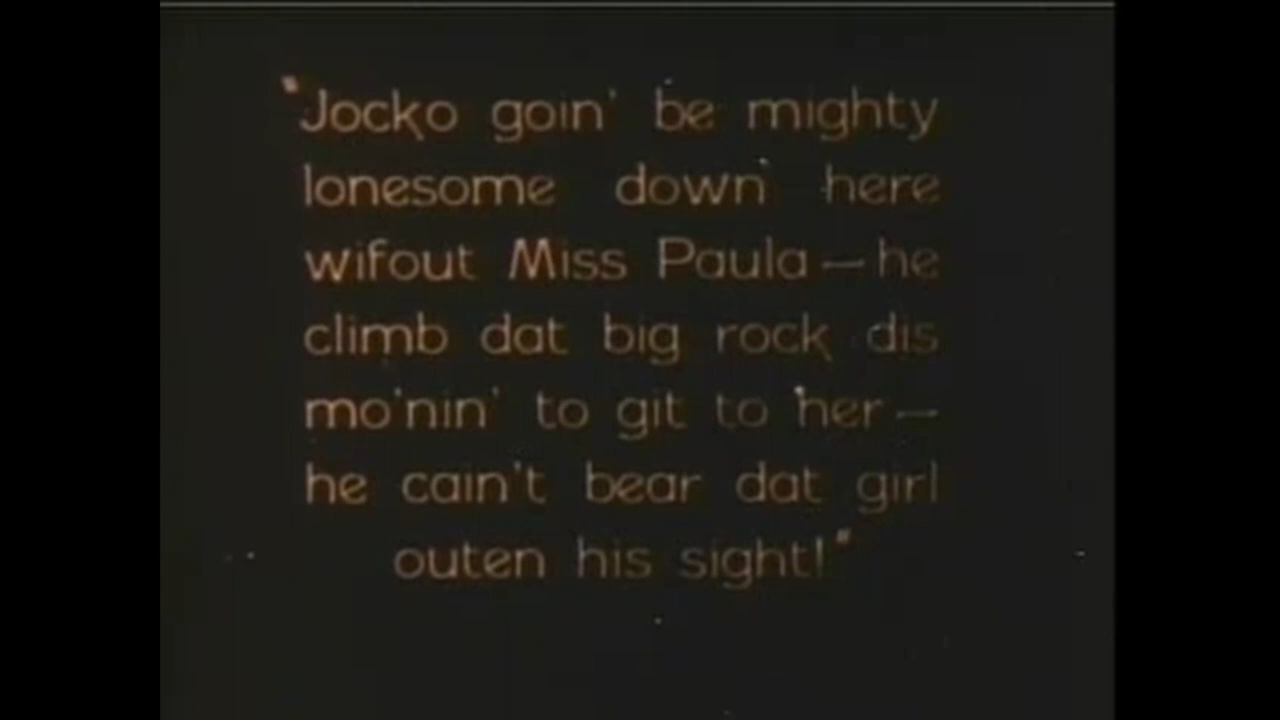 "Jocko goin' be mighty
lonesome down here
wifout Miss Paula — he
climb dat big rock dis
mo'nin' to git to her —
he cain't bear dat girl
outen his sight!"